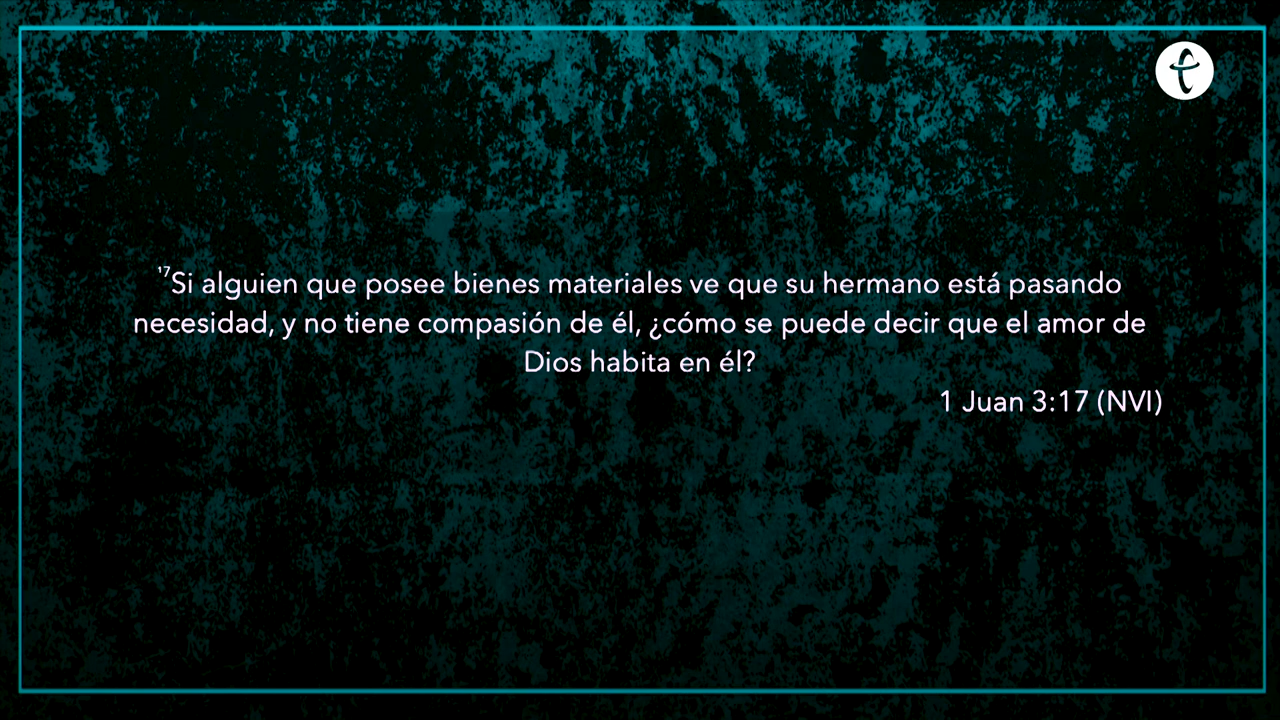 ¹⁷Si alguien que posee bienes materiales ve que su hermano está pasando
necesidad, y no tiene compasión de él, ¿cómo se puede decir que el amor de
Dios habita en él?
1 Juan 3:17 (NVI)